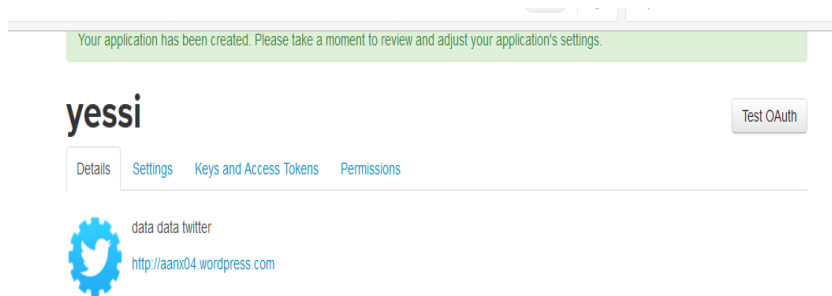 Your application has been created. Please take a moment to review and adjust your application's settings.
yessi
Test OAuth
Details Settings Keys and Access Tokens Permissions
data data twitter
http://aanx04.wordpress.com